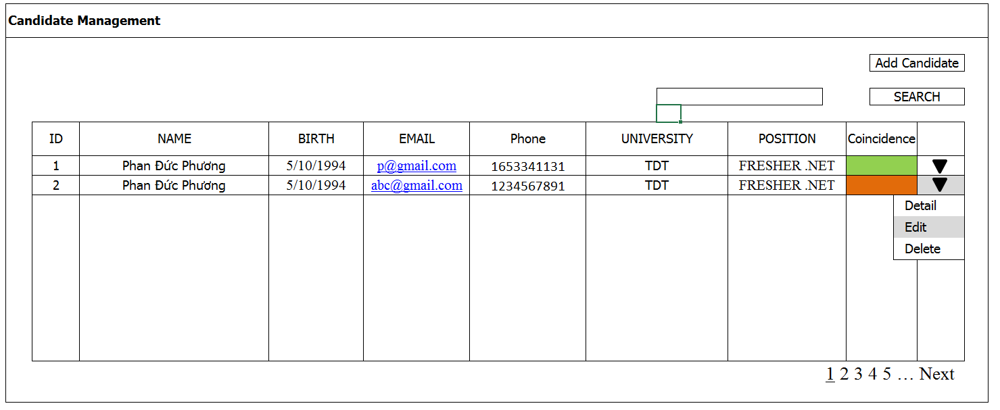 Candidate Management
Add Candidate
SEARCH
ID NAME BIRTH EMAIL Phone UNIVERSITY POSITION Coincidence
1 Phan Đức Phương 5/10/1994 p@gmail.com 1653341131 TDT FRESHER .NET
2 Phan Đức Phương 5/10/1994 abc@gmail.com 1234567891 TDT FRESHER .NET
Detail
Edit
Delete
1 2 3 4 5 … Next